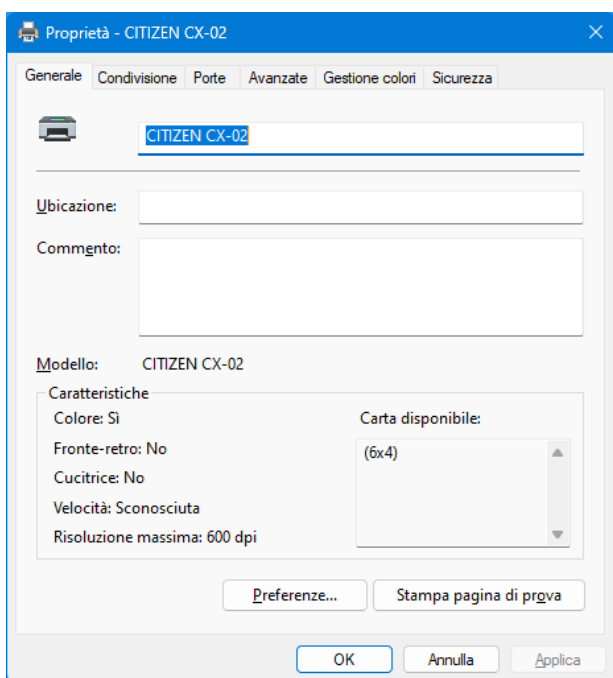 Proprietà - CITIZEN CX-02
Generale Condivisione Porte Avanzate Gestione colori Sicurezza
CITIZEN CX-02
Ubicazione:
Commento:
Modello: CITIZEN CX-02
Caratteristiche
Colore: Sì
Carta disponibile:
Fronte-retro: No
(6x4)
Cucitrice: No
Velocità: Sconosciuta
Risoluzione massima: 600 dpi
Preferenze... Stampa pagina di prova
OK Annulla Applica